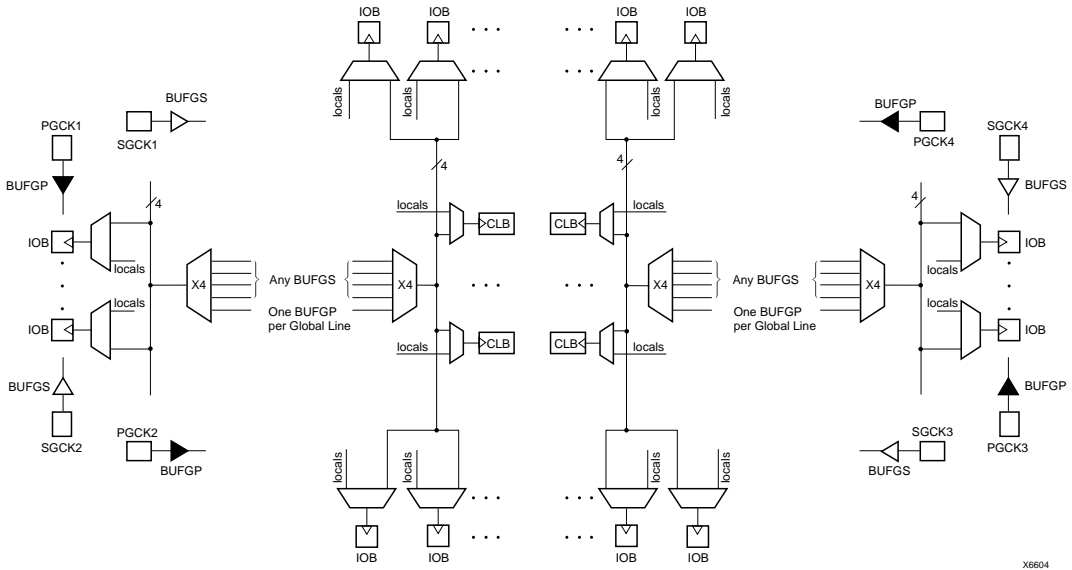 IOB IOB IOB IOB
locals locals locals locals
BUFGS
PGCK1
SGCK1
BUFGP
PGCK4
SGCK4
BUFGP
BUFGS
4 4 4 4
locals CLB CLB locals
IOB
locals
IOB
locals
X4 Any BUFGS X4
X4 Any BUFGS X4
One BUFGP
per Global Line
One BUFGP
per Global Line
locals
IOB
locals
IOB
CLB CLB
locals locals
BUFGS
BUFGP
SGCK2
PGCK2
BUFGP
SGCK3
BUFGS
PGCK3
locals locals locals locals
IOB IOB IOB IOB
X6604